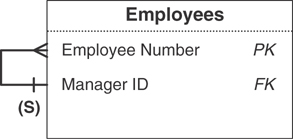 Employees
Employee Number PK
Manager ID FK
(S)